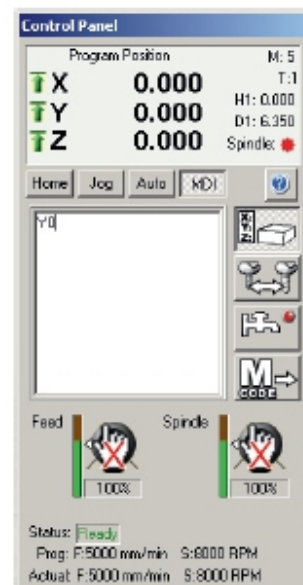 Control Panel
Program Position M: 5
X 0.000 T:1
Y 0.000 H1: 0.000
Z 0.000 D1: 6.350
Spindle:
Home Jog Auto MDI
Y0
X:
Y:
Z:
M
CODE
Feed Spindle
100% 100%
Status: Ready
Prog: F:5000 mm/min S:8000 RPM
Actual: F:5000 mm/min S:8000 RPM